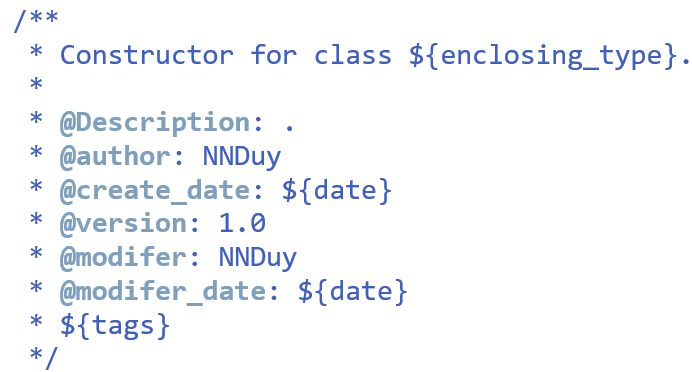 /**
 * Constructor for class ${enclosing_type}.
 *
 * @Description: .
 * @author: NNDuy
 * @create_date: ${date}
 * @version: 1.0
 * @modifer: NNDuy
 * @modifer_date: ${date}
 * ${tags}
 */